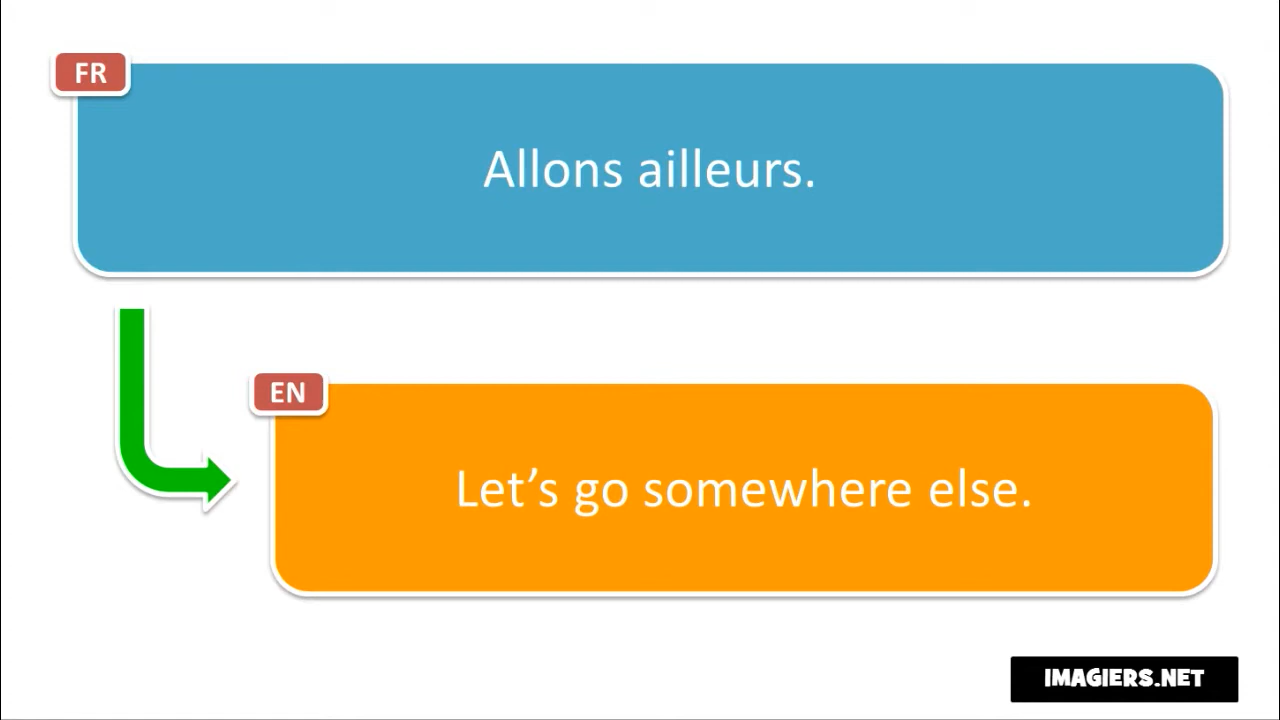 FR
Allons ailleurs.
EN
Let’s go somewhere else.
IMAGIERS.NET